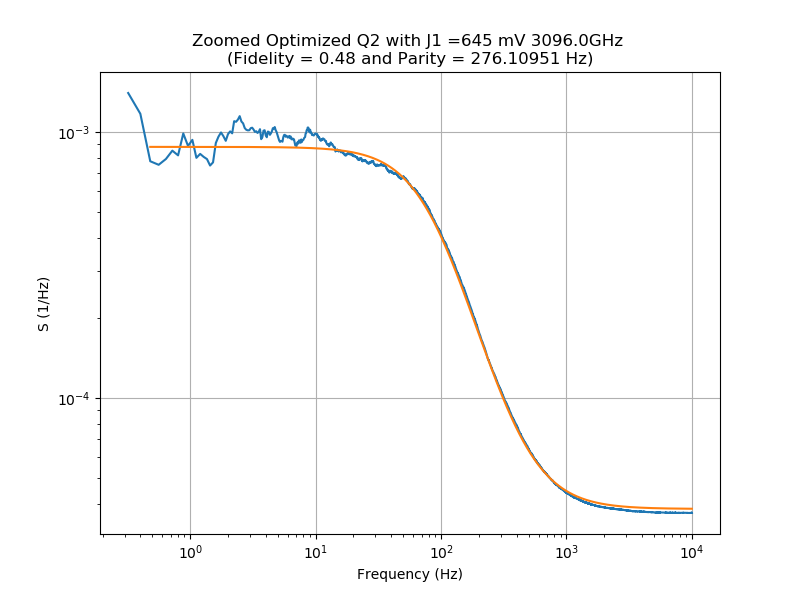 Zoomed Optimized Q2 with J1 =645 mV 3096.0GHz
(Fidelity = 0.48 and Parity = 276.10951 Hz)
S (1/Hz)
10⁻³
10⁻⁴
10⁰ 10¹ 10² 10³ 10⁴
Frequency (Hz)